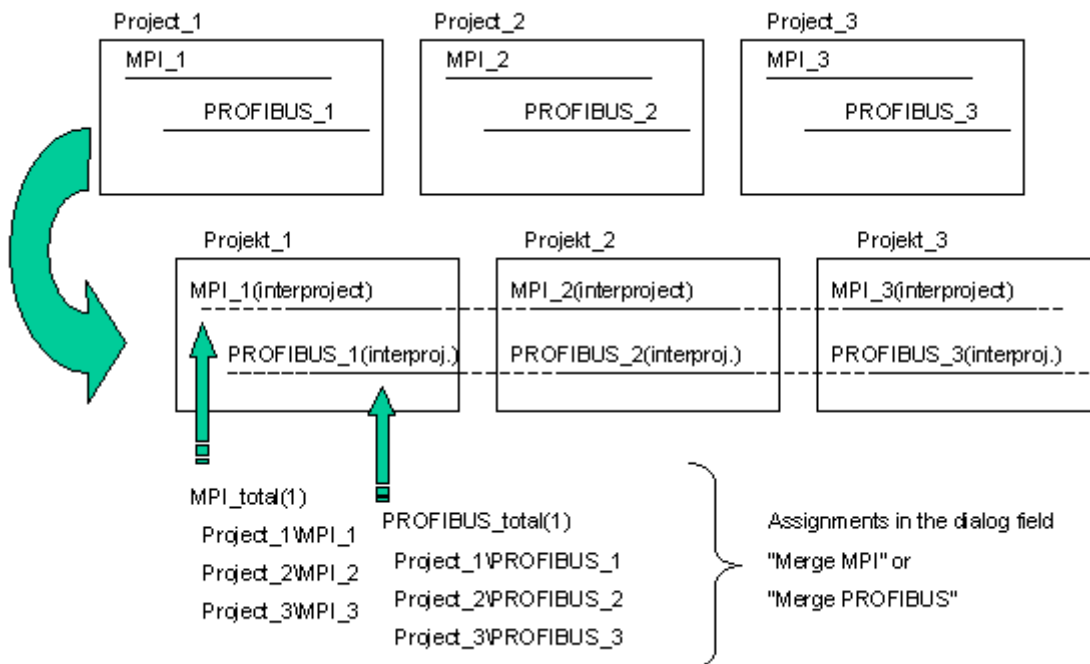 Project_1
Project_2
Project_3
MPI_1
MPI_2
MPI_3
PROFIBUS_1
PROFIBUS_2
PROFIBUS_3
Projekt_1
Projekt_2
Projekt_3
MPI_1(interproject)
MPI_2(interproject)
MPI_3(interproject)
PROFIBUS_1(interproj.)
PROFIBUS_2(interproj.)
PROFIBUS_3(interproj.)
MPI_total(1)
Project_1\MPI_1
Project_2\MPI_2
Project_3\MPI_3
PROFIBUS_total(1)
Project_1\PROFIBUS_1
Project_2\PROFIBUS_2
Project_3\PROFIBUS_3
Assignments in the dialog field
"Merge MPI" or
"Merge PROFIBUS"